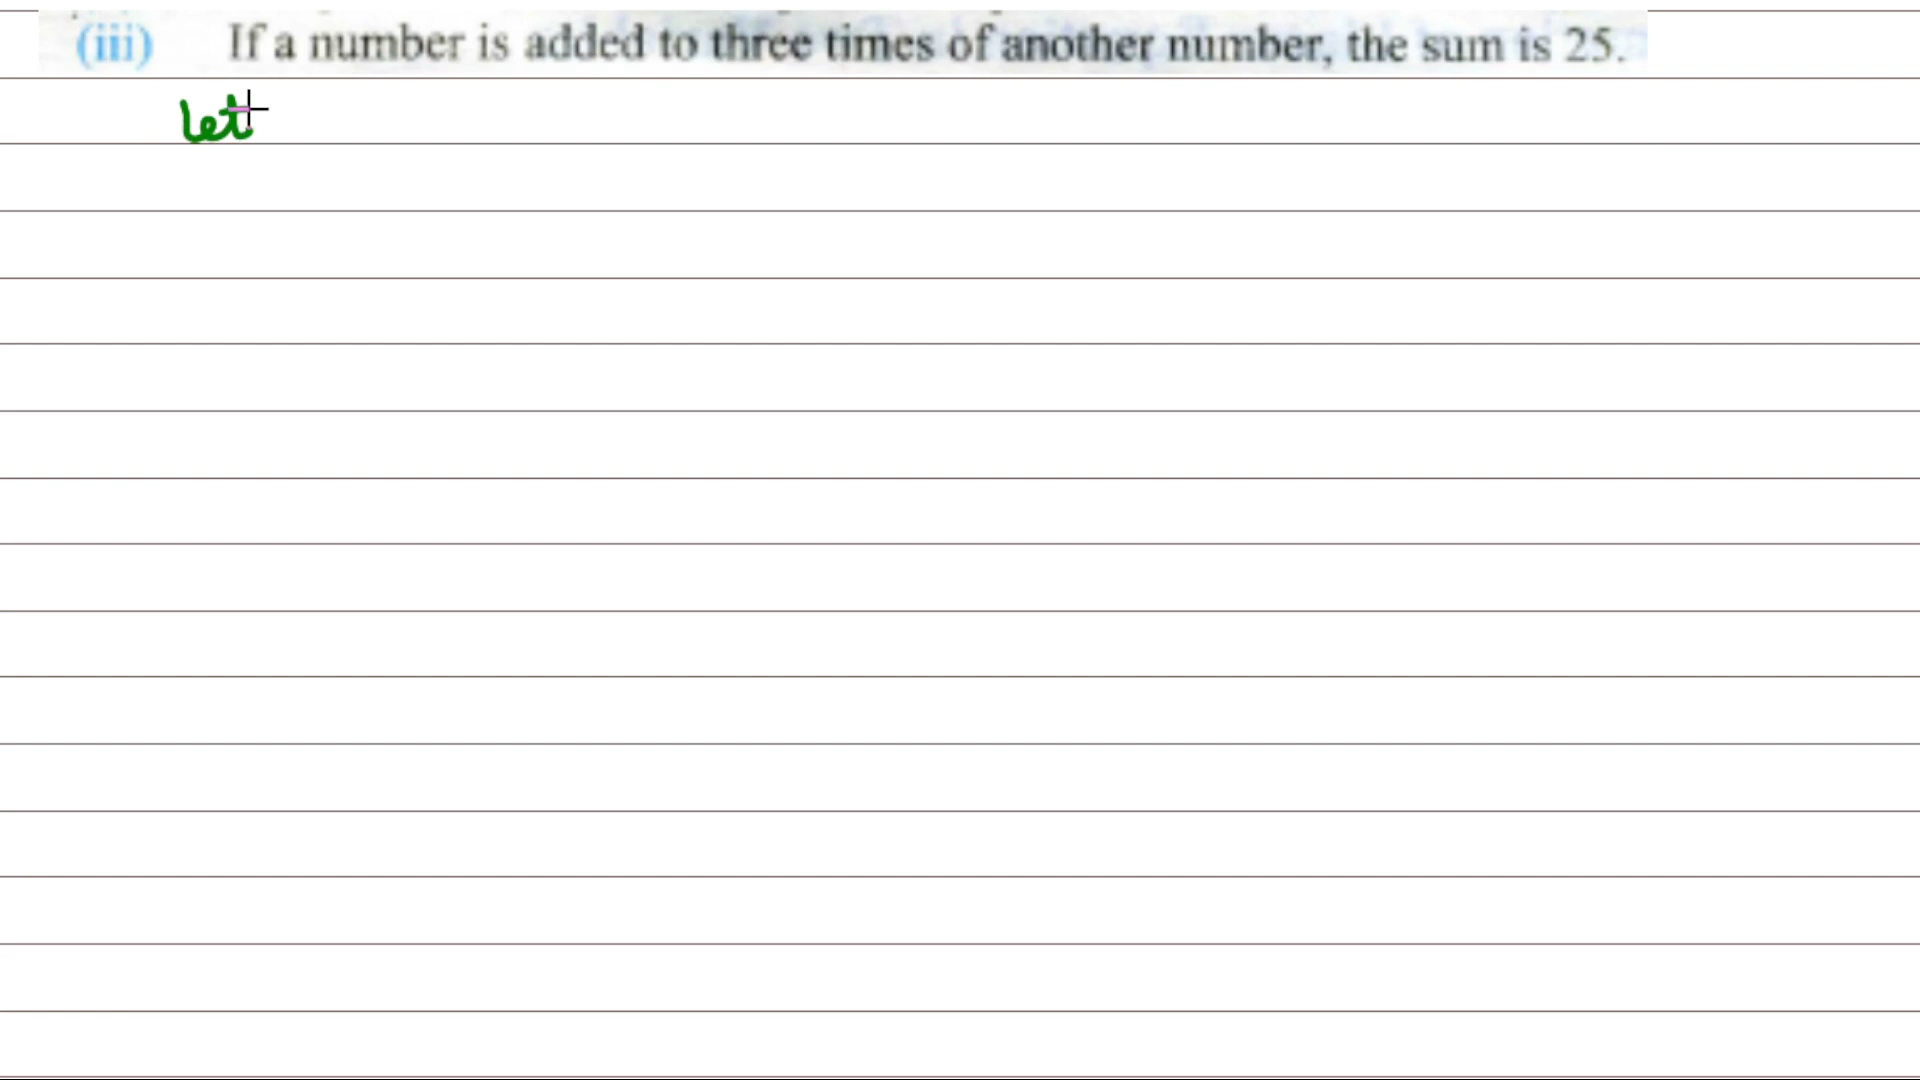 (iii) If a number is added to three times of another number, the sum is 25.
let